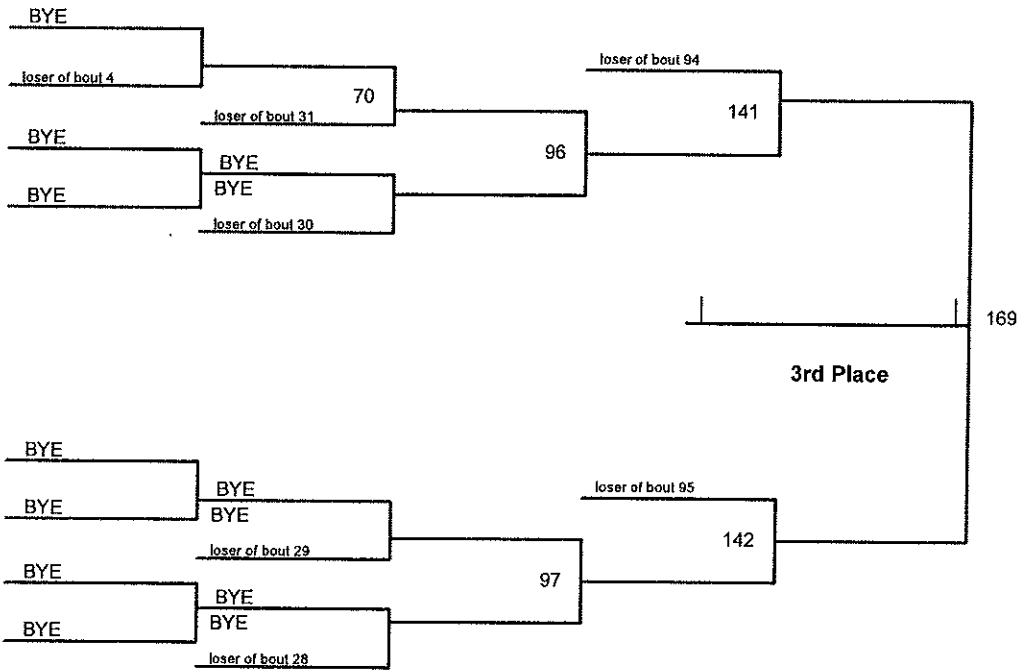 BYE
loser of bout 4
loser of bout 94
70
loser of bout 31
141
BYE
96
BYE
BYE
BYE
loser of bout 30
169
3rd Place
BYE
BYE
loser of bout 95
BYE
BYE
142
loser of bout 29
BYE
97
BYE
BYE
BYE
loser of bout 28